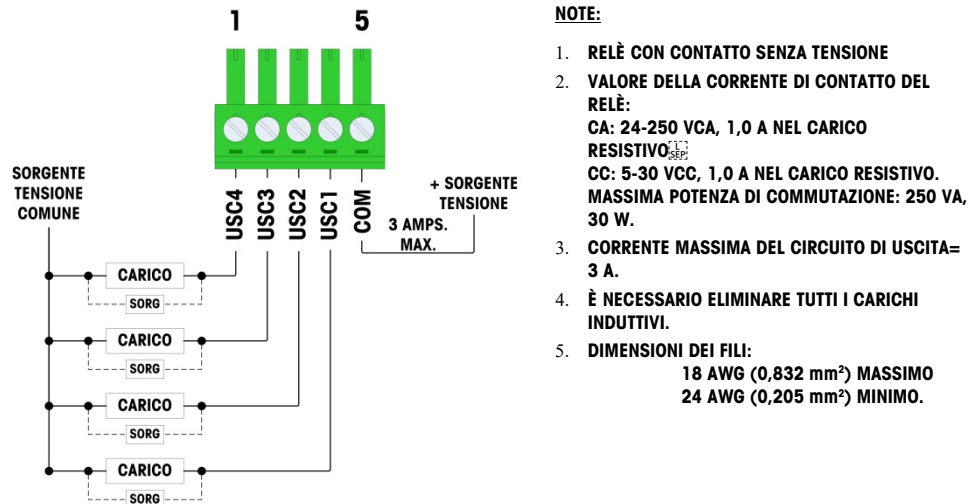 1
5
SORGENTE
TENSIONE
COMUNE
USC4
USC3
USC2
USC1
COM
+ SORGENTE
TENSIONE
3 AMPS.
MAX.
CARICO
SORG
CARICO
SORG
CARICO
SORG
CARICO
SORG
NOTE:
1. RELÈ CON CONTATTO SENZA TENSIONE
2. VALORE DELLA CORRENTE DI CONTATTO DEL
RELÈ:
CA: 24-250 VCA, 1,0 A NEL CARICO
RESISTIVO L SEP
CC: 5-30 VCC, 1,0 A NEL CARICO RESISTIVO.
MASSIMA POTENZA DI COMMUTAZIONE: 250 VA,
30 W.
3. CORRENTE MASSIMA DEL CIRCUITO DI USCITA=
3 A.
4. È NECESSARIO ELIMINARE TUTTI I CARICHI
INDUTTIVI.
5. DIMENSIONI DEI FILI:
18 AWG (0,832 mm²) MASSIMO
24 AWG (0,205 mm²) MINIMO.